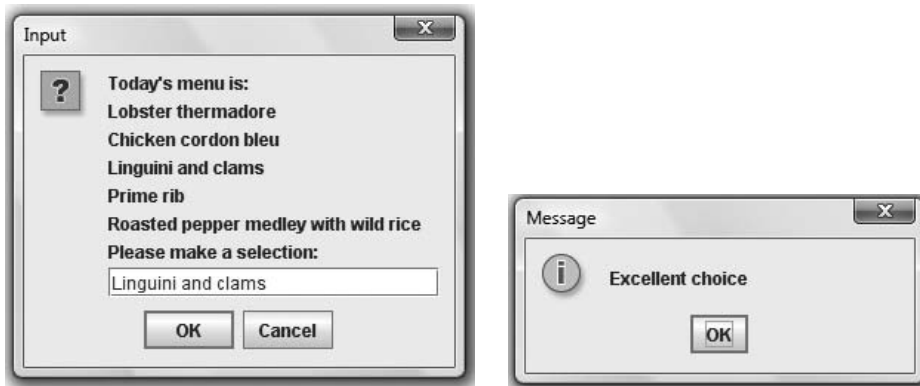 Input
X
?
Today's menu is:
Lobster thermadore
Chicken cordon bleu
Linguini and clams
Prime rib
Roasted pepper medley with wild rice
Please make a selection:
Linguini and clams
OK Cancel
Message
X
i
Excellent choice
OK